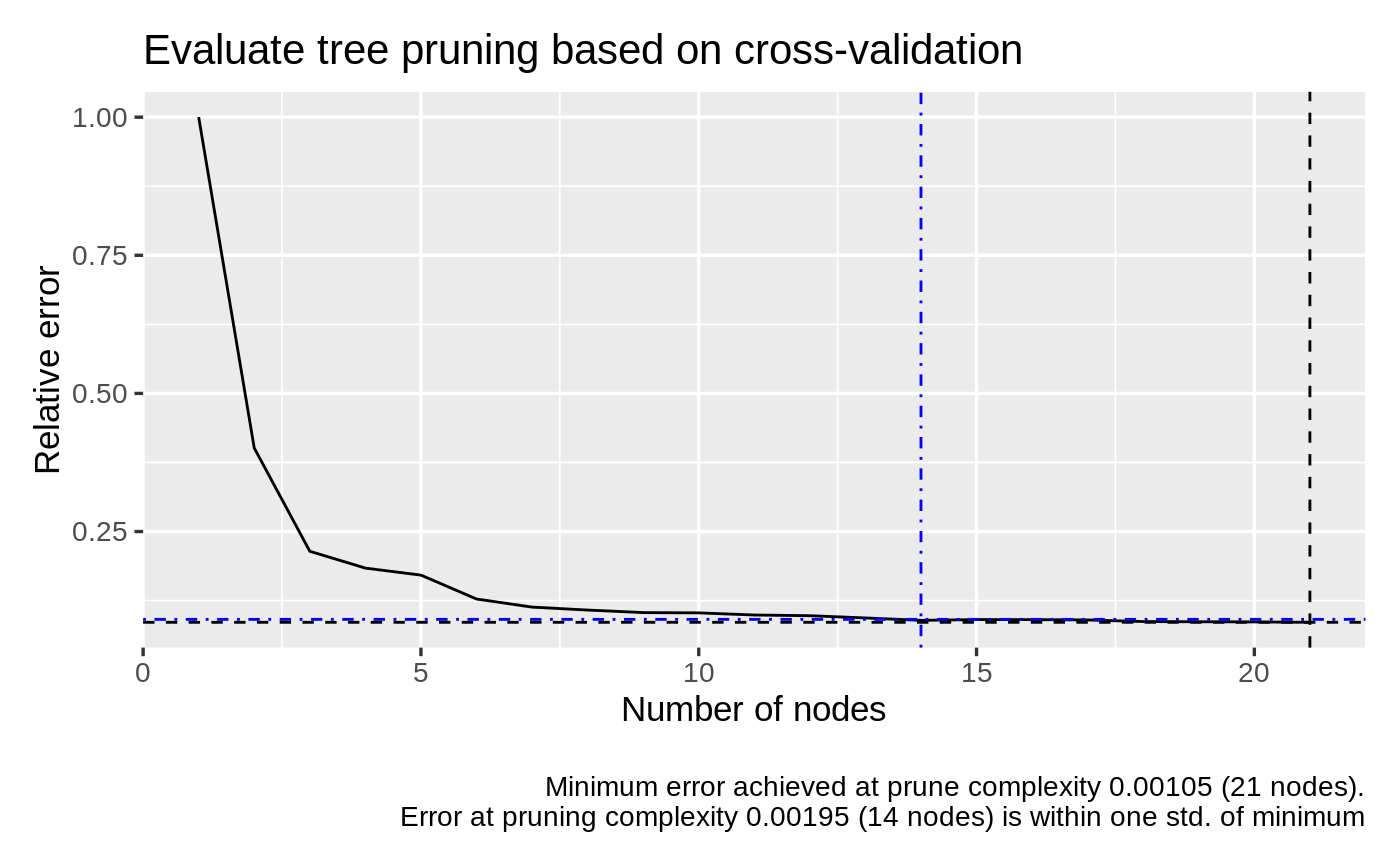 Evaluate tree pruning based on cross-validation
1.00
0.75
0.50
0.25
Relative error
0 5 10 15 20
Number of nodes
Minimum error achieved at prune complexity 0.00105 (21 nodes).
Error at pruning complexity 0.00195 (14 nodes) is within one std. of minimum